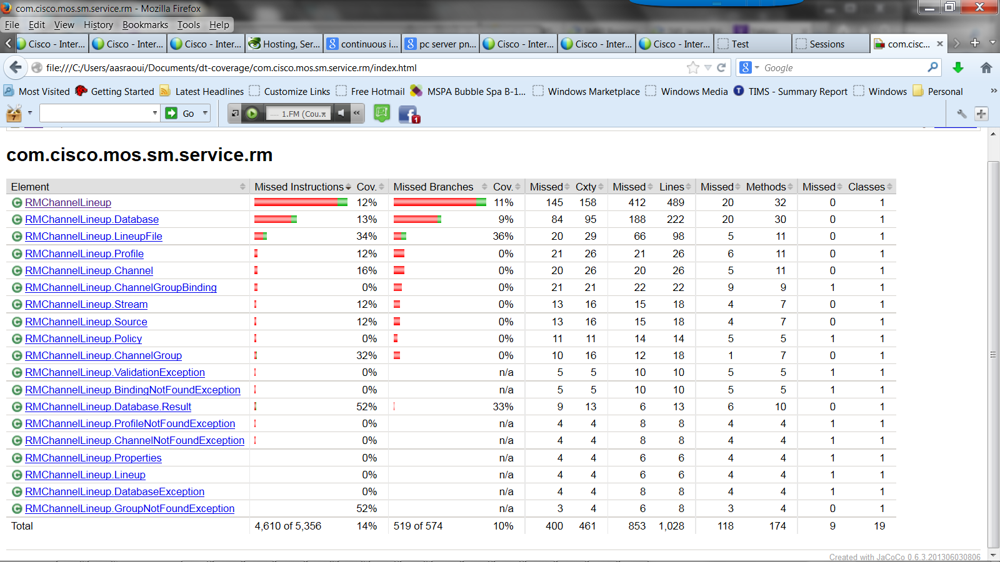 com.cisco.mos.sm.service.rm - Mozilla Firefox
File Edit View History Bookmarks Tools Help
Cisco - Inter... Cisco - Inter... Cisco - Inter... Hosting, Ser... continuous i... pc server pn... Cisco - Inter... Cisco - Inter... Cisco - Inter... Test Sessions com.cisc...
file:///C:/Users/aasraoui/Documents/dt-coverage/com.cisco.mos.sm.service.rm/index.html Google
Most Visited Getting Started Latest Headlines Customize Links Free Hotmail MSPA Bubble Spa B-1... Windows Marketplace Windows Media TIMS - Summary Report Windows Personal
7 Go 1.FM (Cou... 1
com.cisco.mos.sm.service.rm
Element Missed Instructions Cov. Missed Branches Cov. Missed Cxty Missed Lines Missed Methods Missed Classes
RMChannelLineup 12% 11% 145 158 412 489 20 32 0 1
RMChannelLineup.Database 13% 9% 84 95 188 222 20 30 0 1
RMChannelLineup.LineupFile 34% 36% 20 29 66 98 5 11 0 1
RMChannelLineup.Profile 12% 0% 21 26 21 26 6 11 0 1
RMChannelLineup.Channel 16% 0% 20 26 20 26 5 11 0 1
RMChannelLineup.ChannelGroupBinding 0% 0% 21 21 22 22 9 9 1 1
RMChannelLineup.Stream 12% 0% 13 16 15 18 4 7 0 1
RMChannelLineup.Source 12% 0% 13 16 15 18 4 7 0 1
RMChannelLineup.Policy 0% 0% 11 11 14 14 5 5 1 1
RMChannelLineup.ChannelGroup 32% 0% 10 16 12 18 1 7 0 1
RMChannelLineup.ValidationException 0% n/a 5 5 10 10 5 5 1 1
RMChannelLineup.BindingNotFoundException 0% n/a 5 5 10 10 5 5 1 1
RMChannelLineup.Database.Result 52% 33% 9 13 6 13 6 10 0 1
RMChannelLineup.ProfileNotFoundException 0% n/a 4 4 8 8 4 4 1 1
RMChannelLineup.ChannelNotFoundException 0% n/a 4 4 8 8 4 4 1 1
RMChannelLineup.Properties 0% n/a 4 4 6 6 4 4 1 1
RMChannelLineup.Lineup 0% n/a 4 4 6 6 4 4 1 1
RMChannelLineup.DatabaseException 0% n/a 4 4 8 8 4 4 1 1
RMChannelLineup.GroupNotFoundException 52% n/a 3 4 6 8 3 4 0 1
Total 4,610 of 5,356 14% 519 of 574 10% 400 461 853 1,028 118 174 9 19
Created with JaCoCo 0.6.3.201306030806